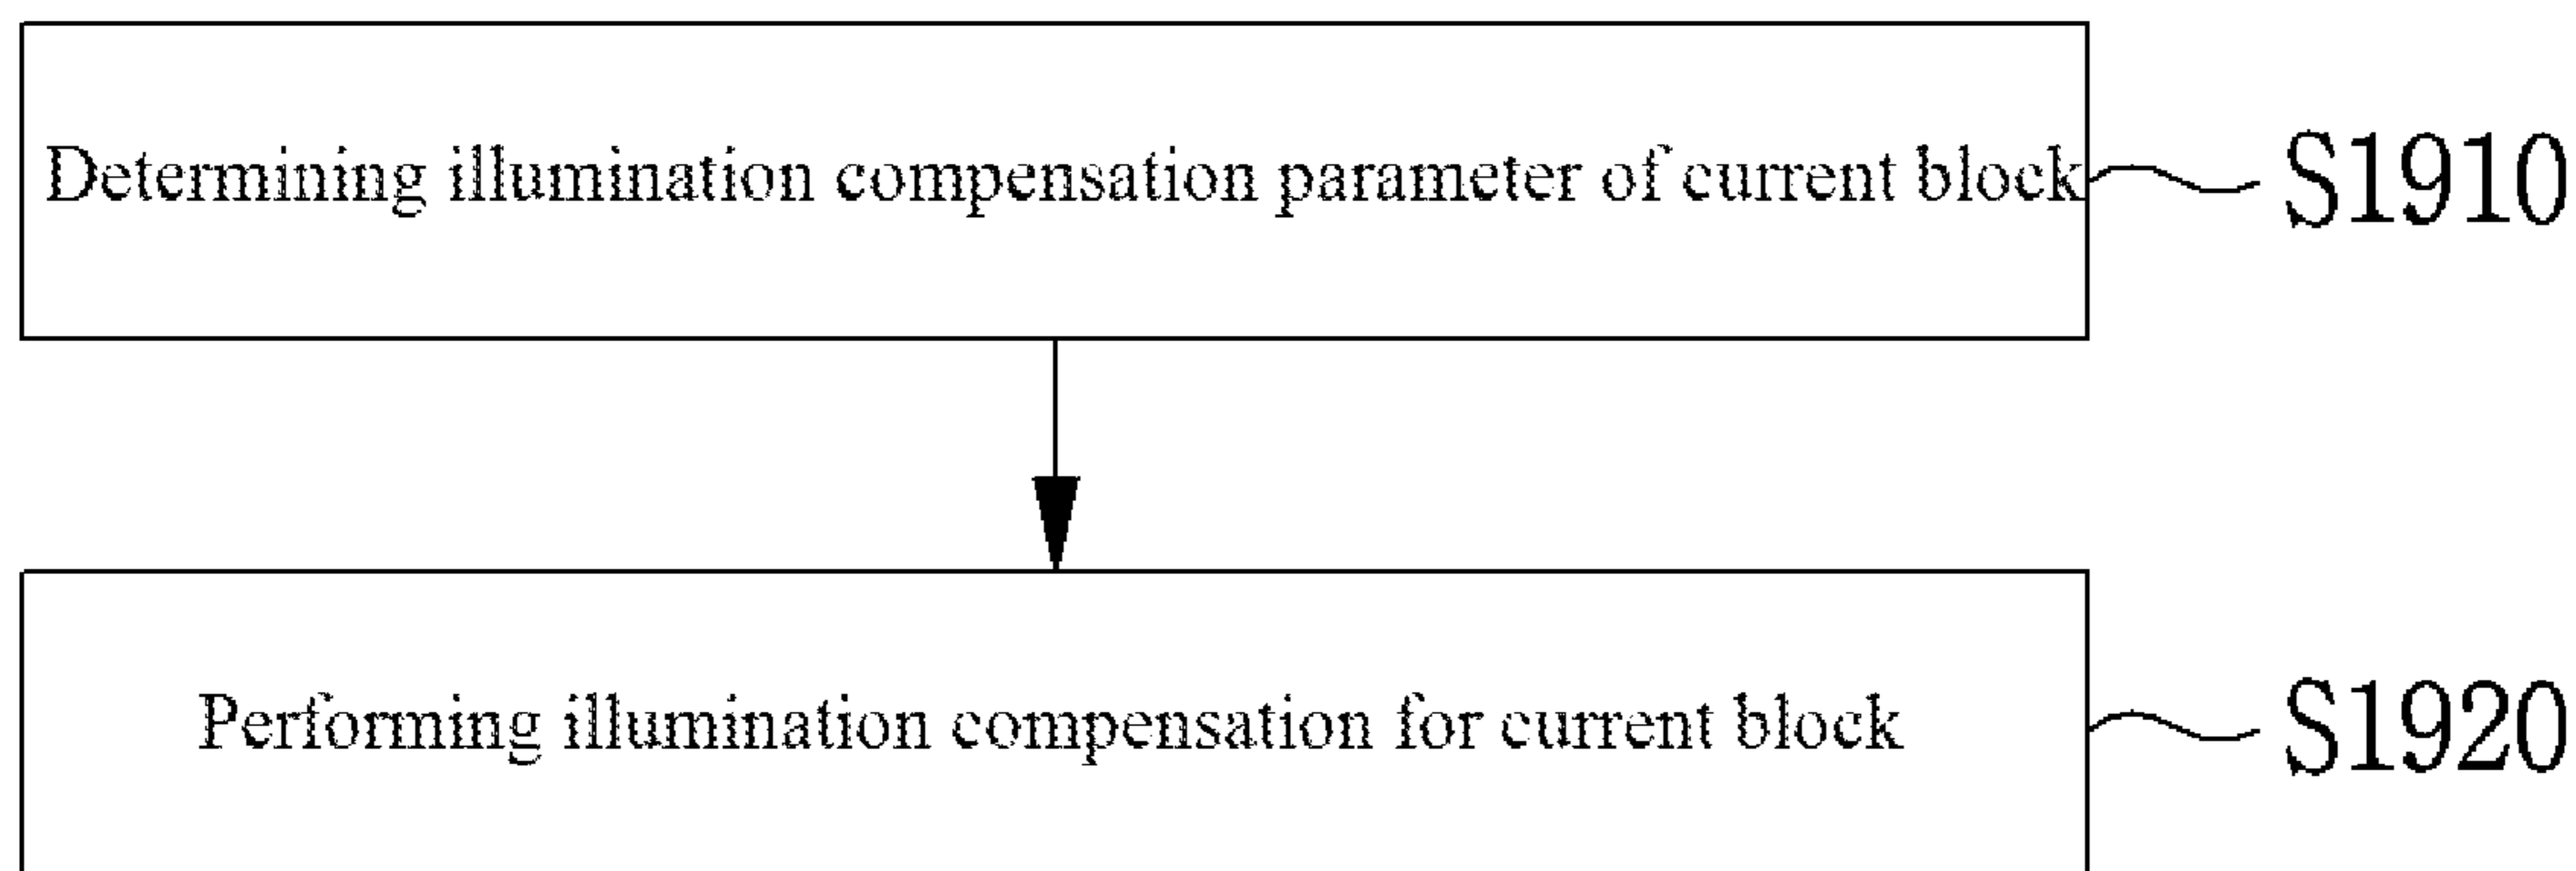 Determining illumination compensation parameter of current block S1910
Performing illumination compensation for current block S1920